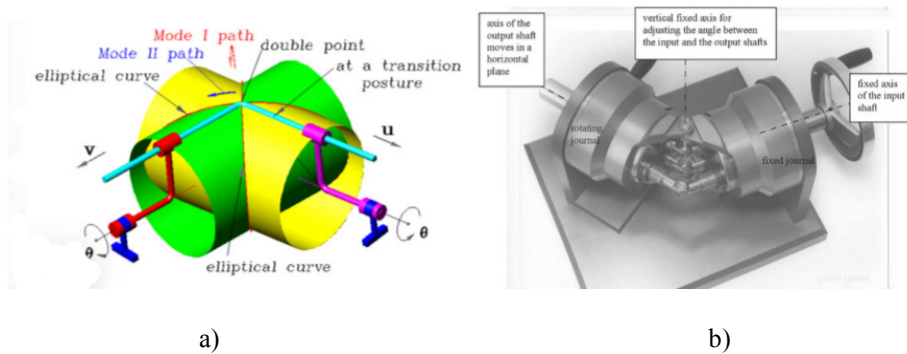 Mode I path
Mode II path
double point
elliptical curve
at a transition
posture
v
u
θ
θ
elliptical curve
a)
axis of the
output shaft
moves in a
horizontal
plane
vertical fixed axis for
adjusting the angle between
the input and the output shafts
fixed axis
of the input
shaft
rotating
journal
fixed journal
b)